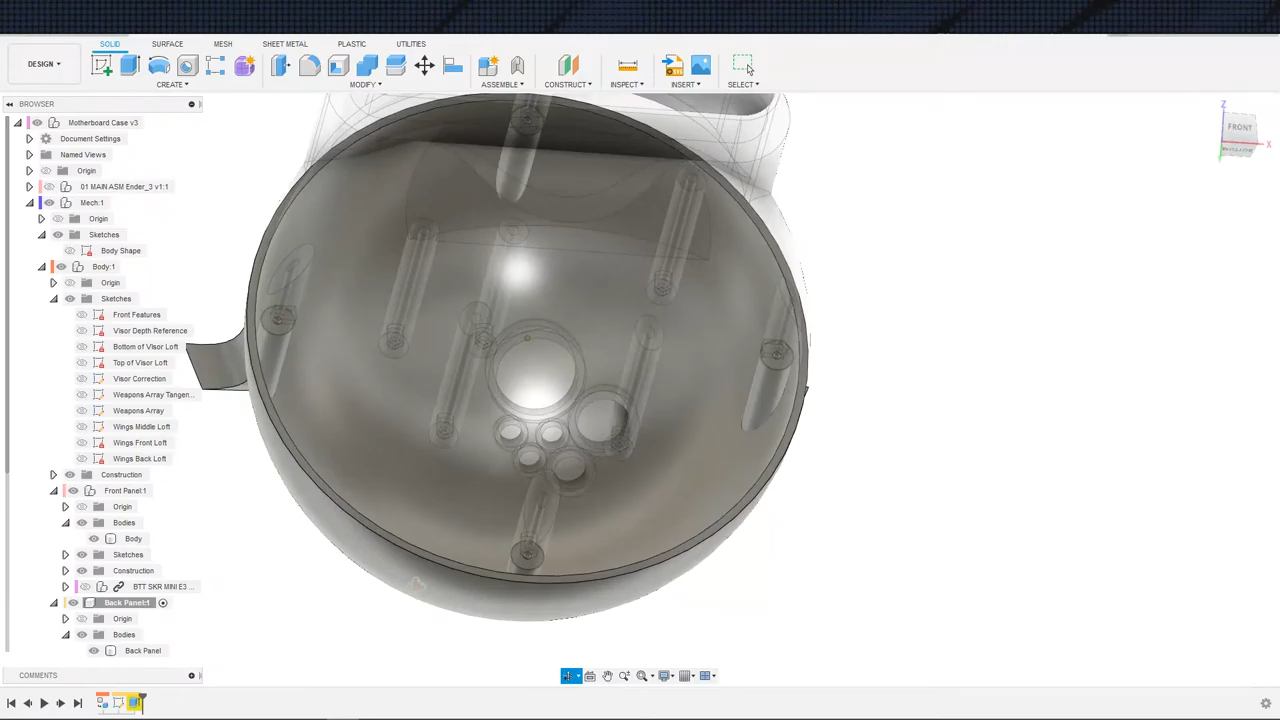 SOLID SURFACE MESH SHEET METAL PLASTIC UTILITIES
DESIGN
CREATE MODIFY ASSEMBLE CONSTRUCT INSPECT INSERT SELECT
BROWSER
Motherboard Case v3
Document Settings
Named Views
Origin
01 MAIN ASM Ender_3 v1:1
Mech:1
Origin
Sketches
Body Shape
Body:1
Origin
Sketches
Front Features
Visor Depth Reference
Bottom of Visor Loft
Top of Visor Loft
Visor Correction
Weapons Array Tangen...
Weapons Array
Wings Middle Loft
Wings Front Loft
Wings Back Loft
Construction
Front Panel:1
Origin
Bodies
Body
Sketches
Construction
BTT SKR MINI E3 ...
Back Panel:1
Origin
Bodies
Back Panel
COMMENTS
Z
FRONT
X